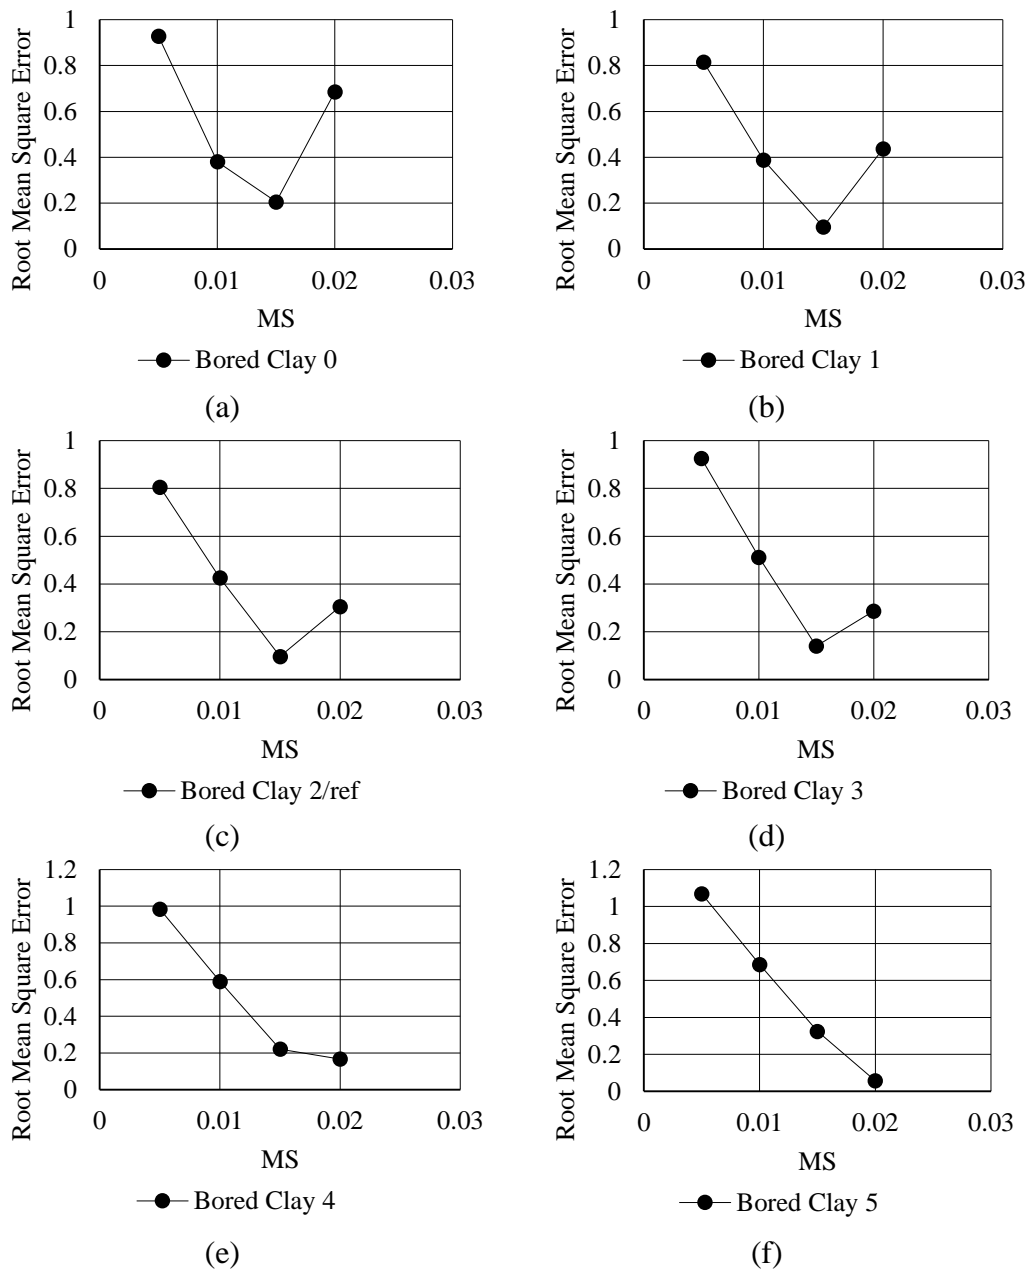 Root Mean Square Error
1
0.8
0.6
0.4
0.2
0
0
0.01
0.02
0.03
MS
Bored Clay 0
(a)
Root Mean Square Error
1
0.8
0.6
0.4
0.2
0
0
0.01
0.02
0.03
MS
Bored Clay 1
(b)
Root Mean Square Error
1
0.8
0.6
0.4
0.2
0
0
0.01
0.02
0.03
MS
Bored Clay 2/ref
(c)
Root Mean Square Error
1
0.8
0.6
0.4
0.2
0
0
0.01
0.02
0.03
MS
Bored Clay 3
(d)
Root Mean Square Error
1.2
1
0.8
0.6
0.4
0.2
0
0
0.01
0.02
0.03
MS
Bored Clay 4
(e)
Root Mean Square Error
1.2
1
0.8
0.6
0.4
0.2
0
0
0.01
0.02
0.03
MS
Bored Clay 5
(f)